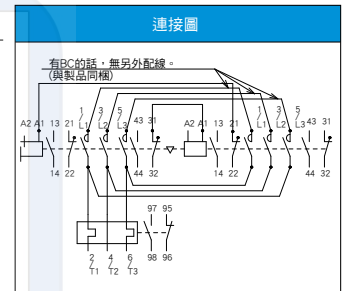 連接圖
有BC的話，無另外配線。
(與製品同梱)
A2 A1 13 21 1/L1 3/L2 5/L3 43 31 A2 A1 13 21 1/L1 3/L2 5/L3 43 31
14 22 44 32 14 22 44 32
97 95
2/T1 4/T2 6/T3 98 96